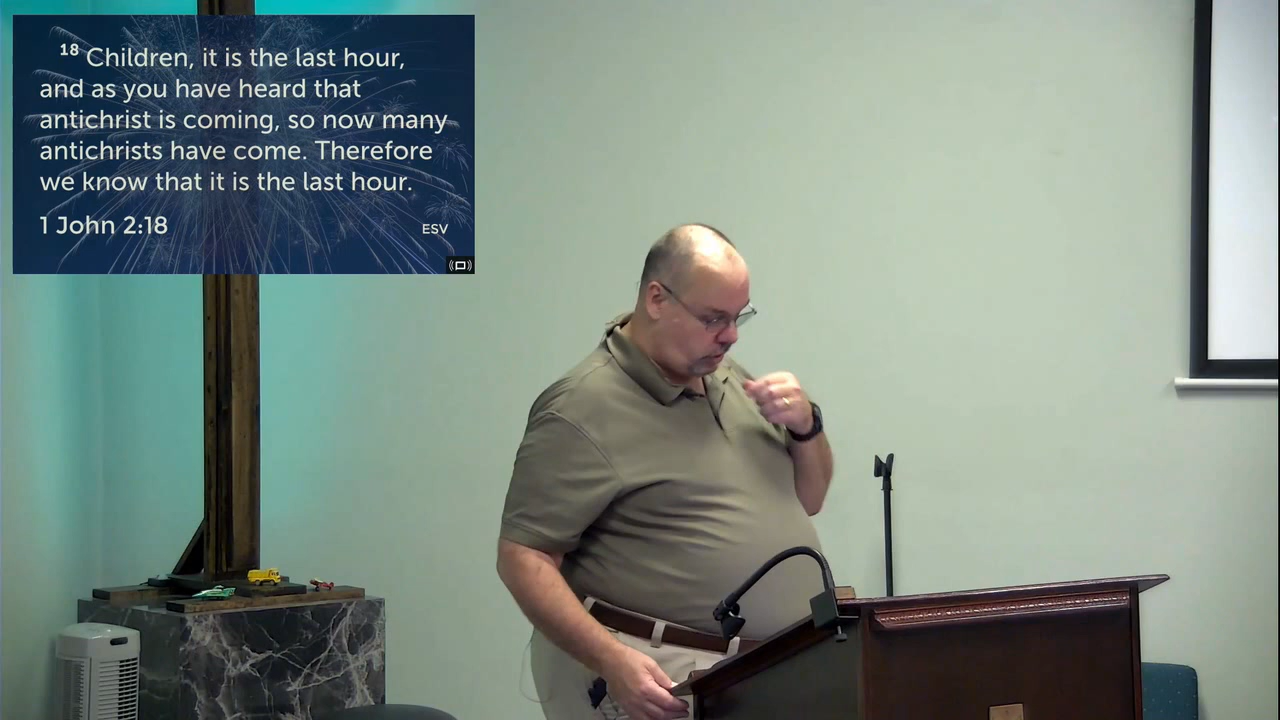 18 Children, it is the last hour,
and as you have heard that
antichrist is coming, so now many
antichrists have come. Therefore
we know that it is the last hour.
1 John 2:18
ESV